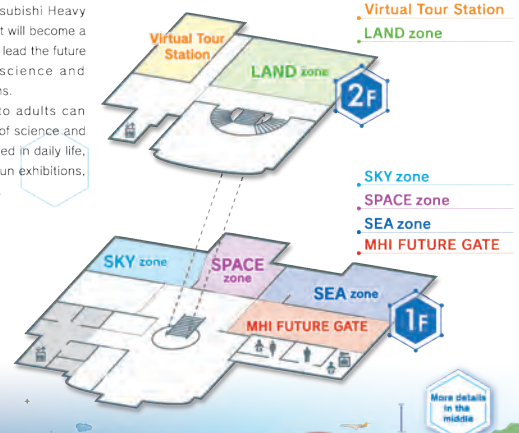 subishi Heavy
t will become a
lead the future
science and
ns.
to adults can
of science and
ed in daily life,
un exhibitions,
Virtual Tour Station
LAND zone
Virtual Tour
Station
LAND zone
2F
SKY zone
SPACE zone
SEA zone
MHI FUTURE GATE
SKY zone
SPACE
zone
SEA zone
MHI FUTURE GATE
1F
More details
in the
middle